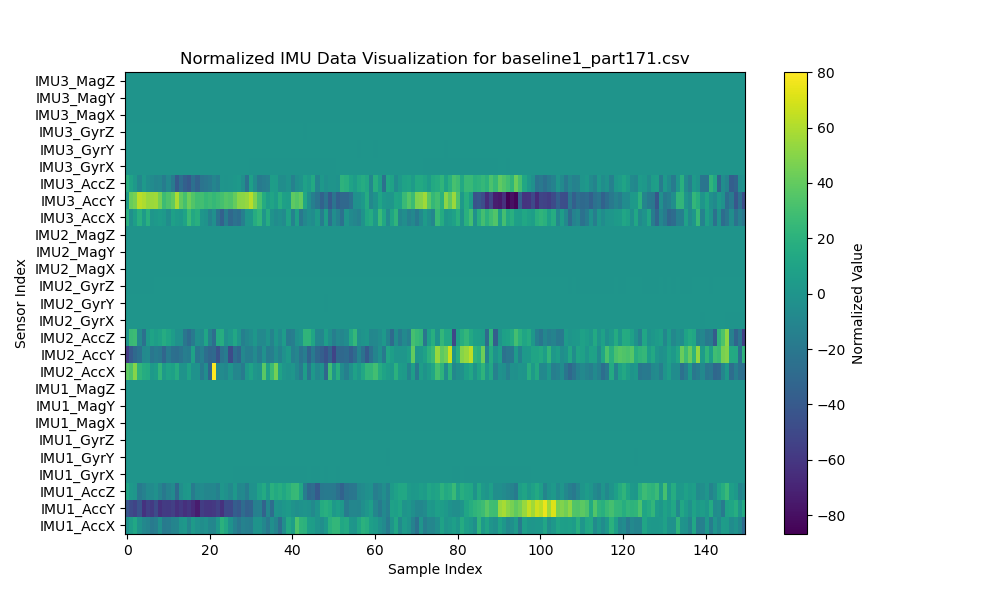 Normalized IMU Data Visualization for baseline1_part171.csv
IMU3_MagZ
IMU3_MagY
IMU3_MagX
IMU3_GyrZ
IMU3_GyrY
IMU3_GyrX
IMU3_AccZ
IMU3_AccY
IMU3_AccX
IMU2_MagZ
IMU2_MagY
IMU2_MagX
IMU2_GyrZ
IMU2_GyrY
IMU2_GyrX
IMU2_AccZ
IMU2_AccY
IMU2_AccX
IMU1_MagZ
IMU1_MagY
IMU1_MagX
IMU1_GyrZ
IMU1_GyrY
IMU1_GyrX
IMU1_AccZ
IMU1_AccY
IMU1_AccX
Sensor Index
0 20 40 60 80 100 120 140
Sample Index
80
60
40
20
0
−20
−40
−60
−80
Normalized Value